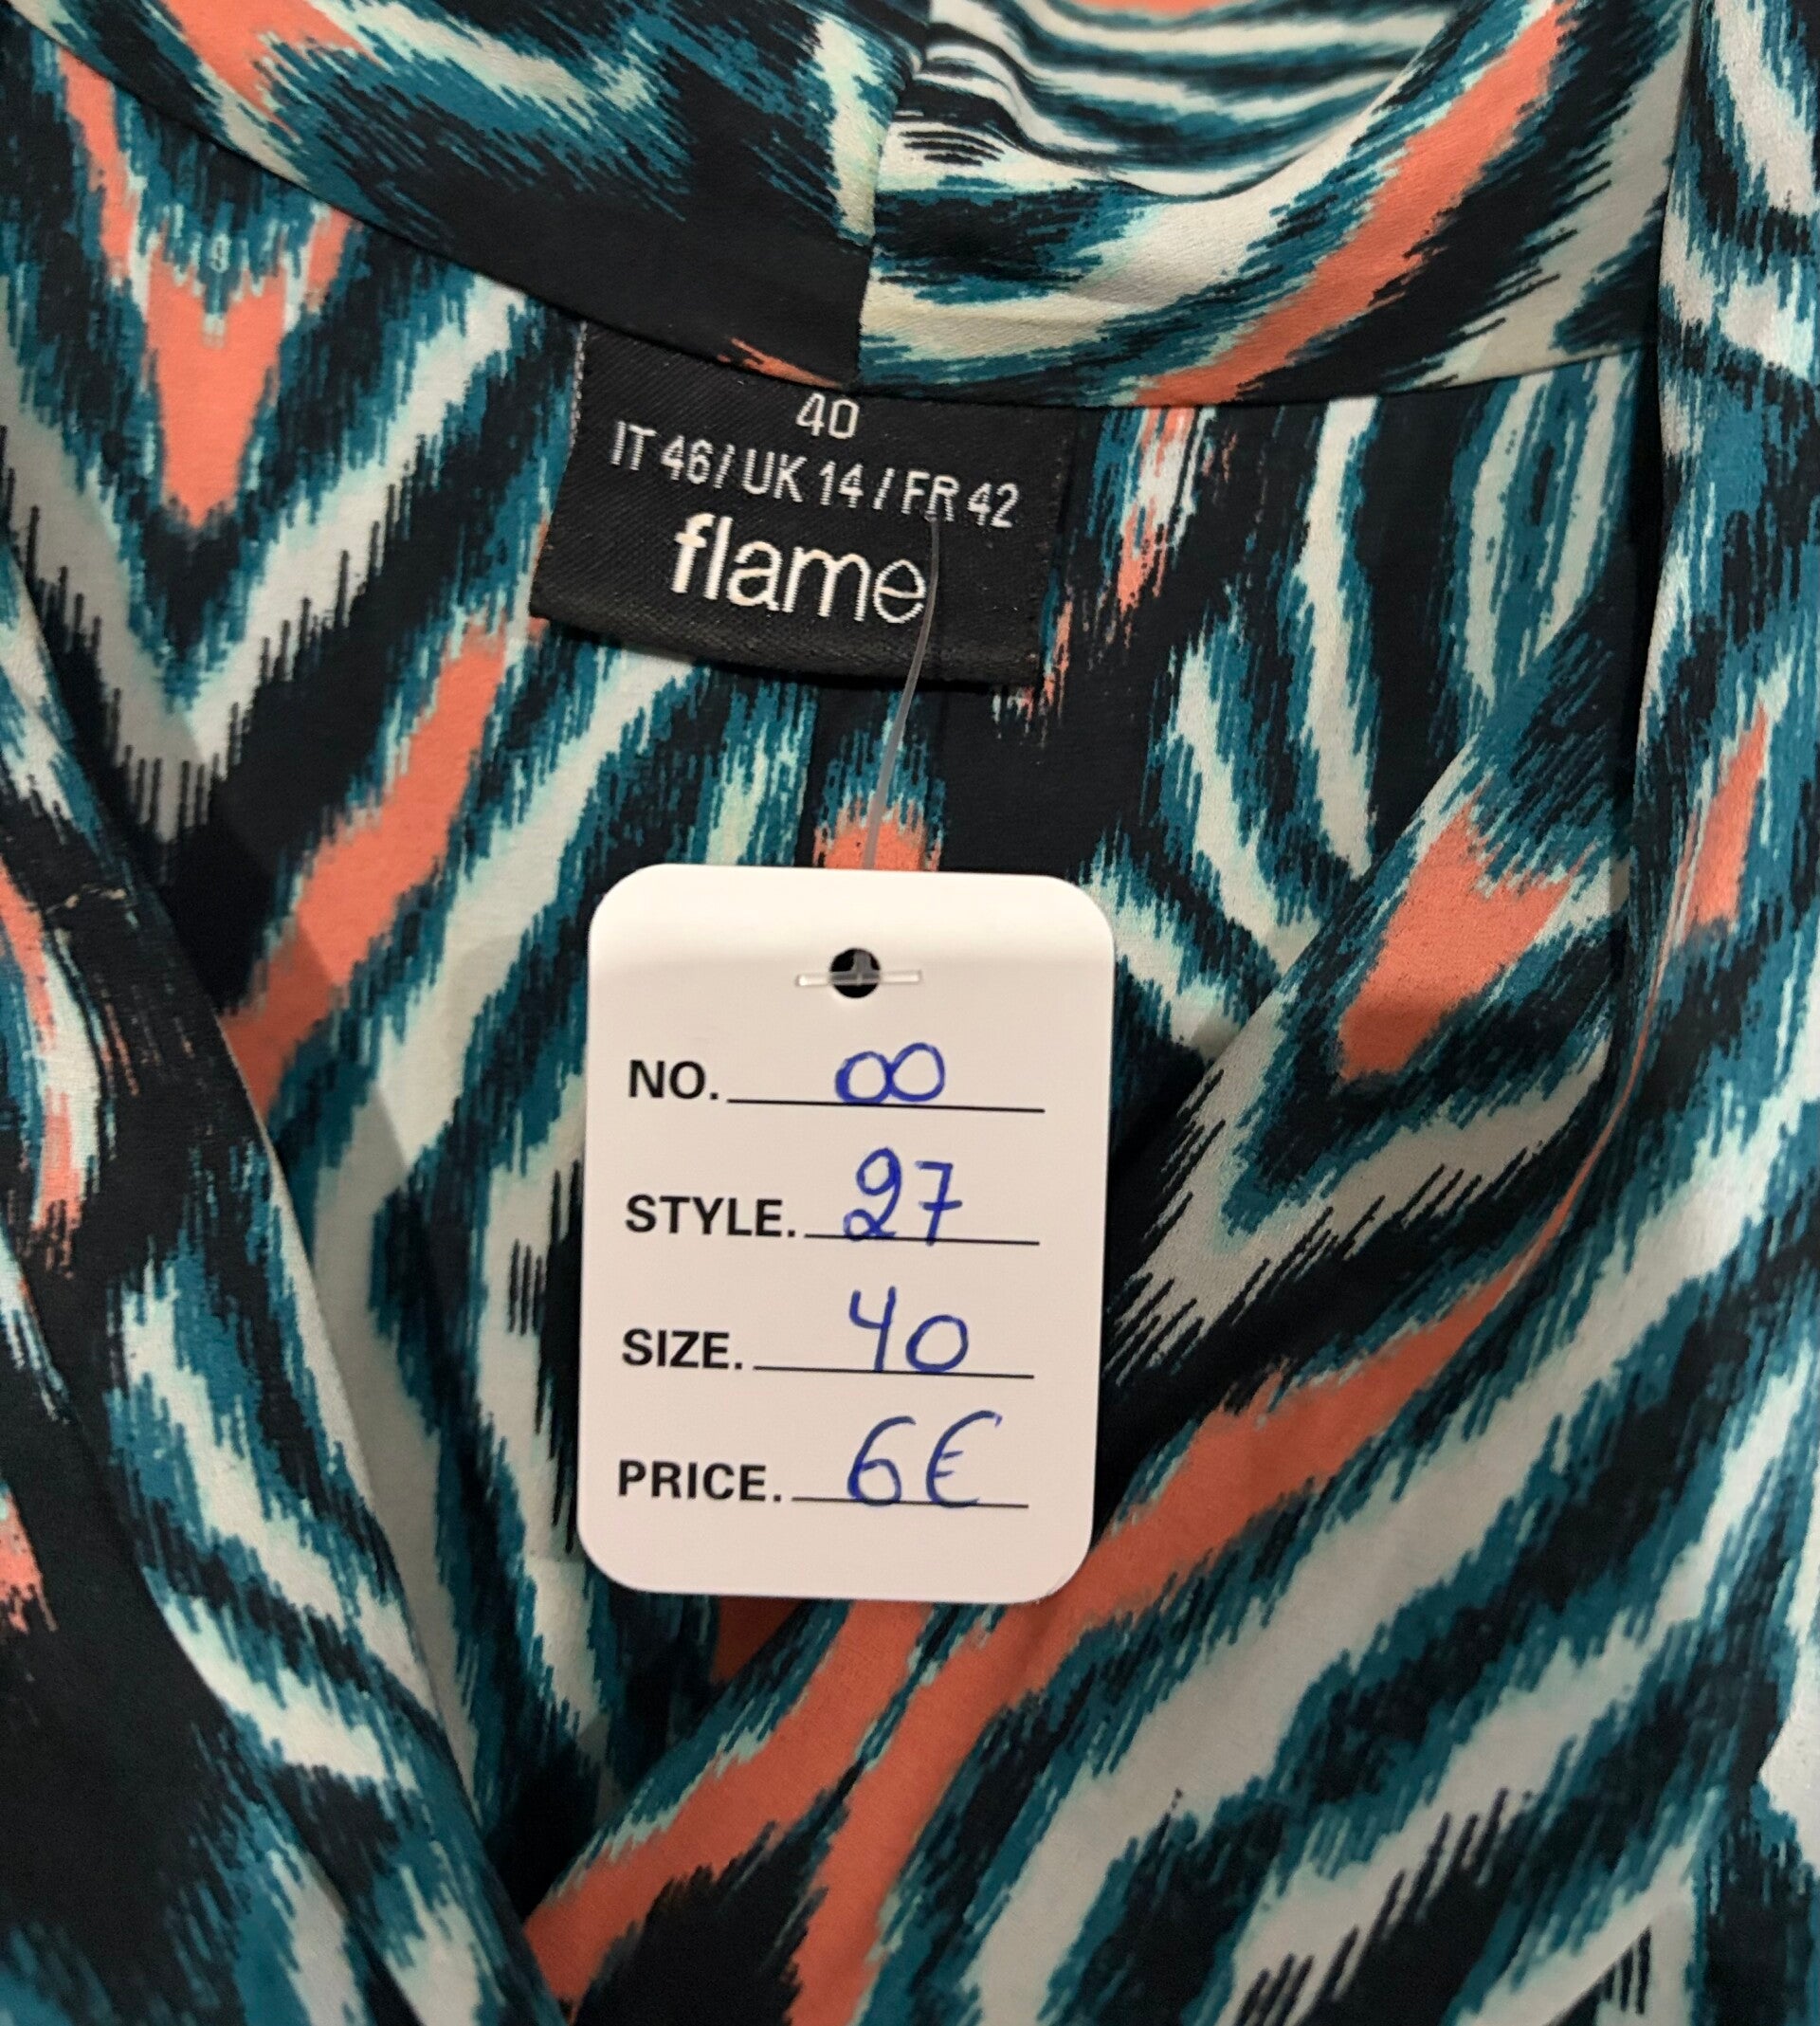 40
IT 46/ UK 14 / FR 42
flame
NO. 00
STYLE. 27
SIZE. 40
PRICE. 6€